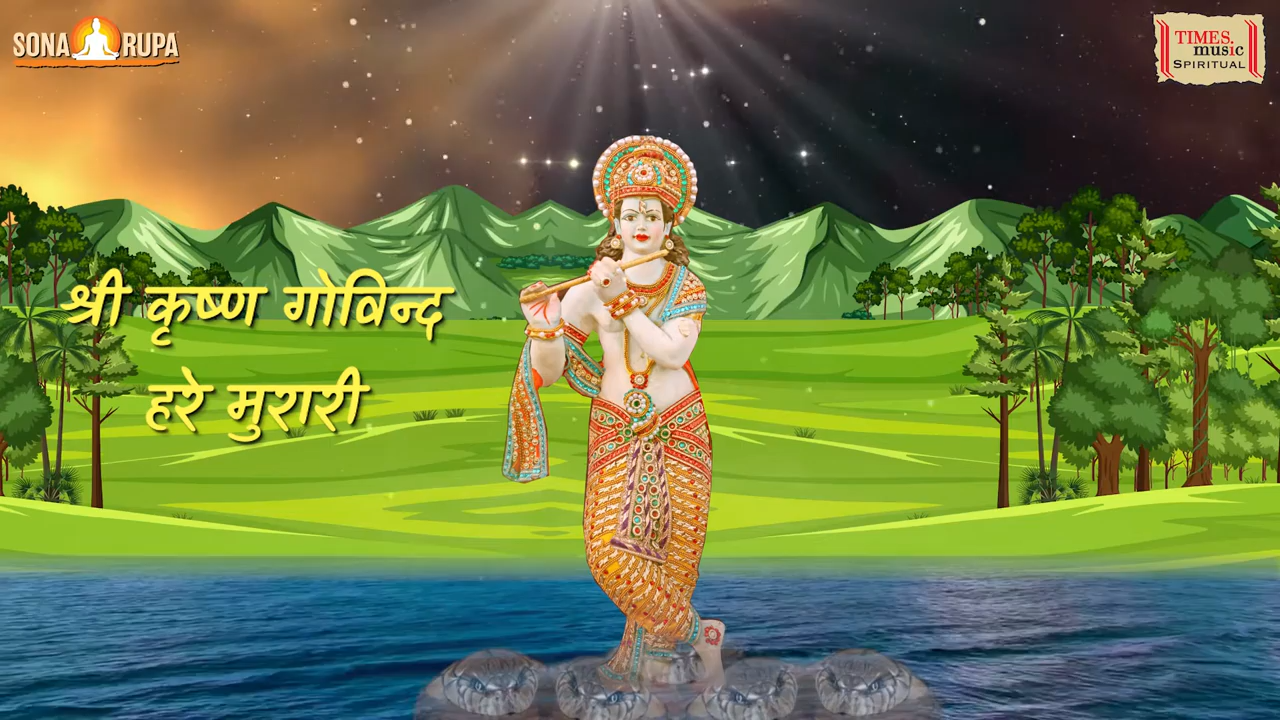 SONA RUPA
TIMES.
music
SPIRITUAL
श्री कृष्ण गोविन्द
हरे मुरारी